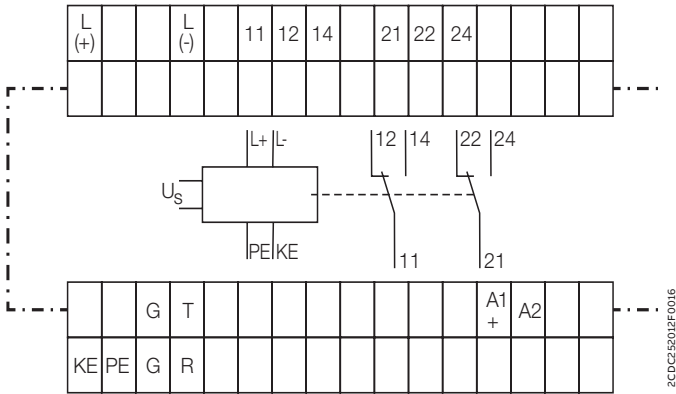 L (+) L (-) 11 12 14 21 22 24
L+ L- 12 14 22 24
Us
PE KE 11 21
G T A1 + A2
KE PE G R
2CDC252012F0016